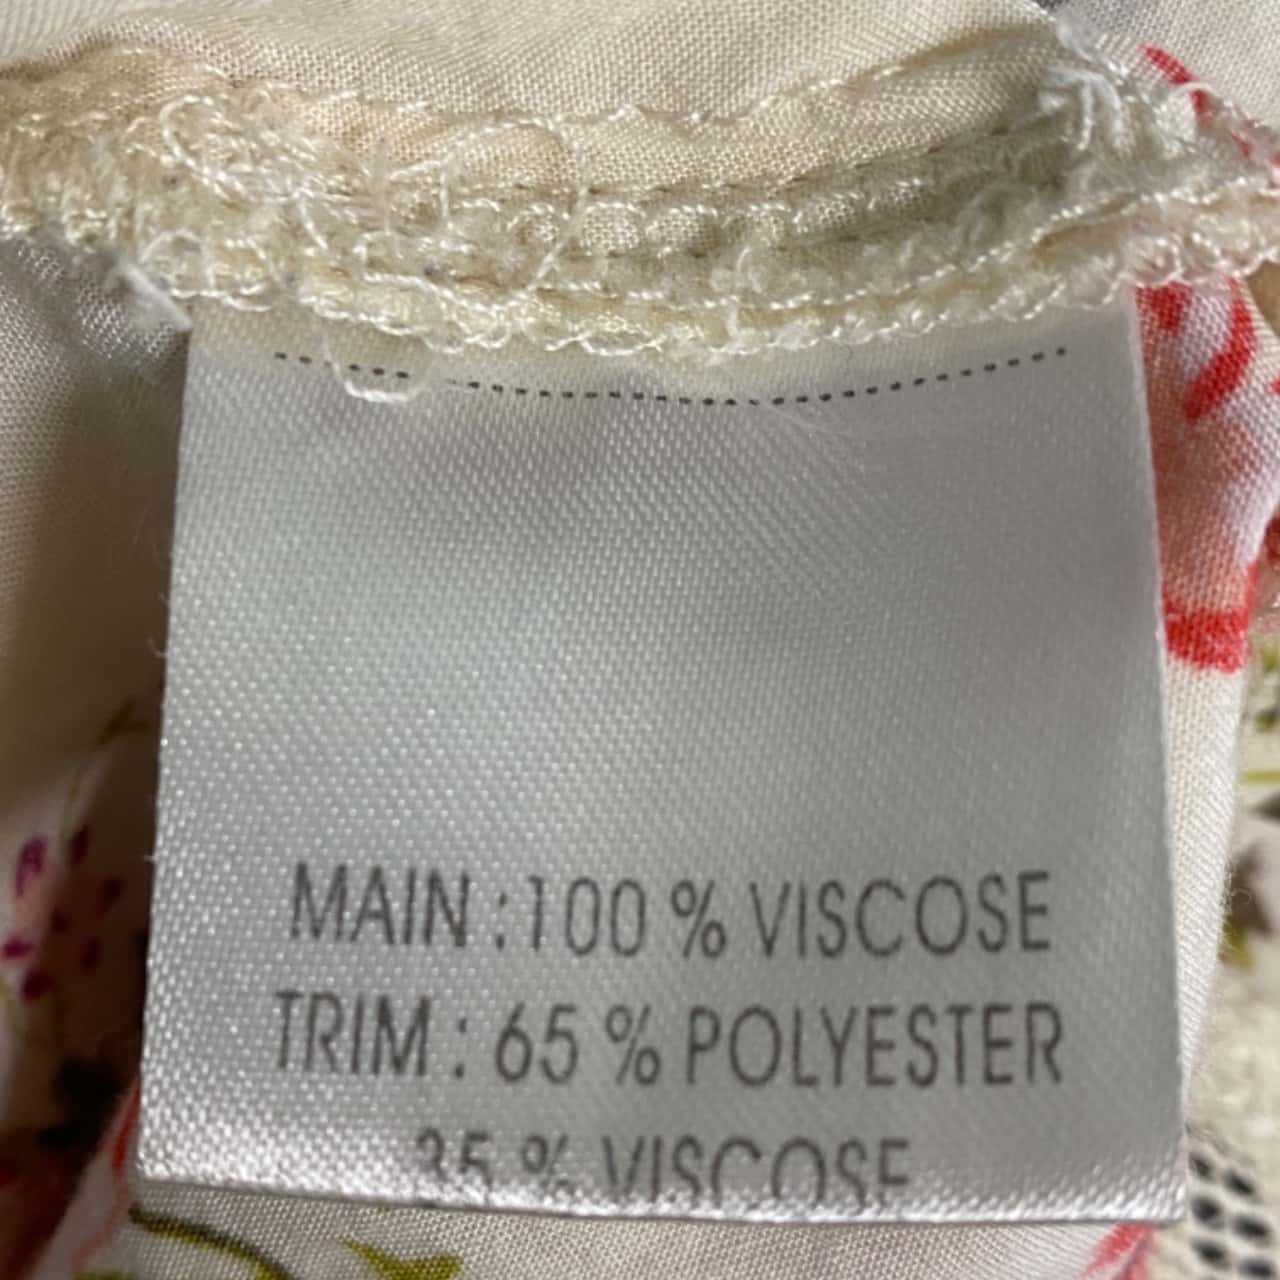 MAIN : 100 % VISCOSE
TRIM : 65 % POLYESTER
35 % VISCOSE